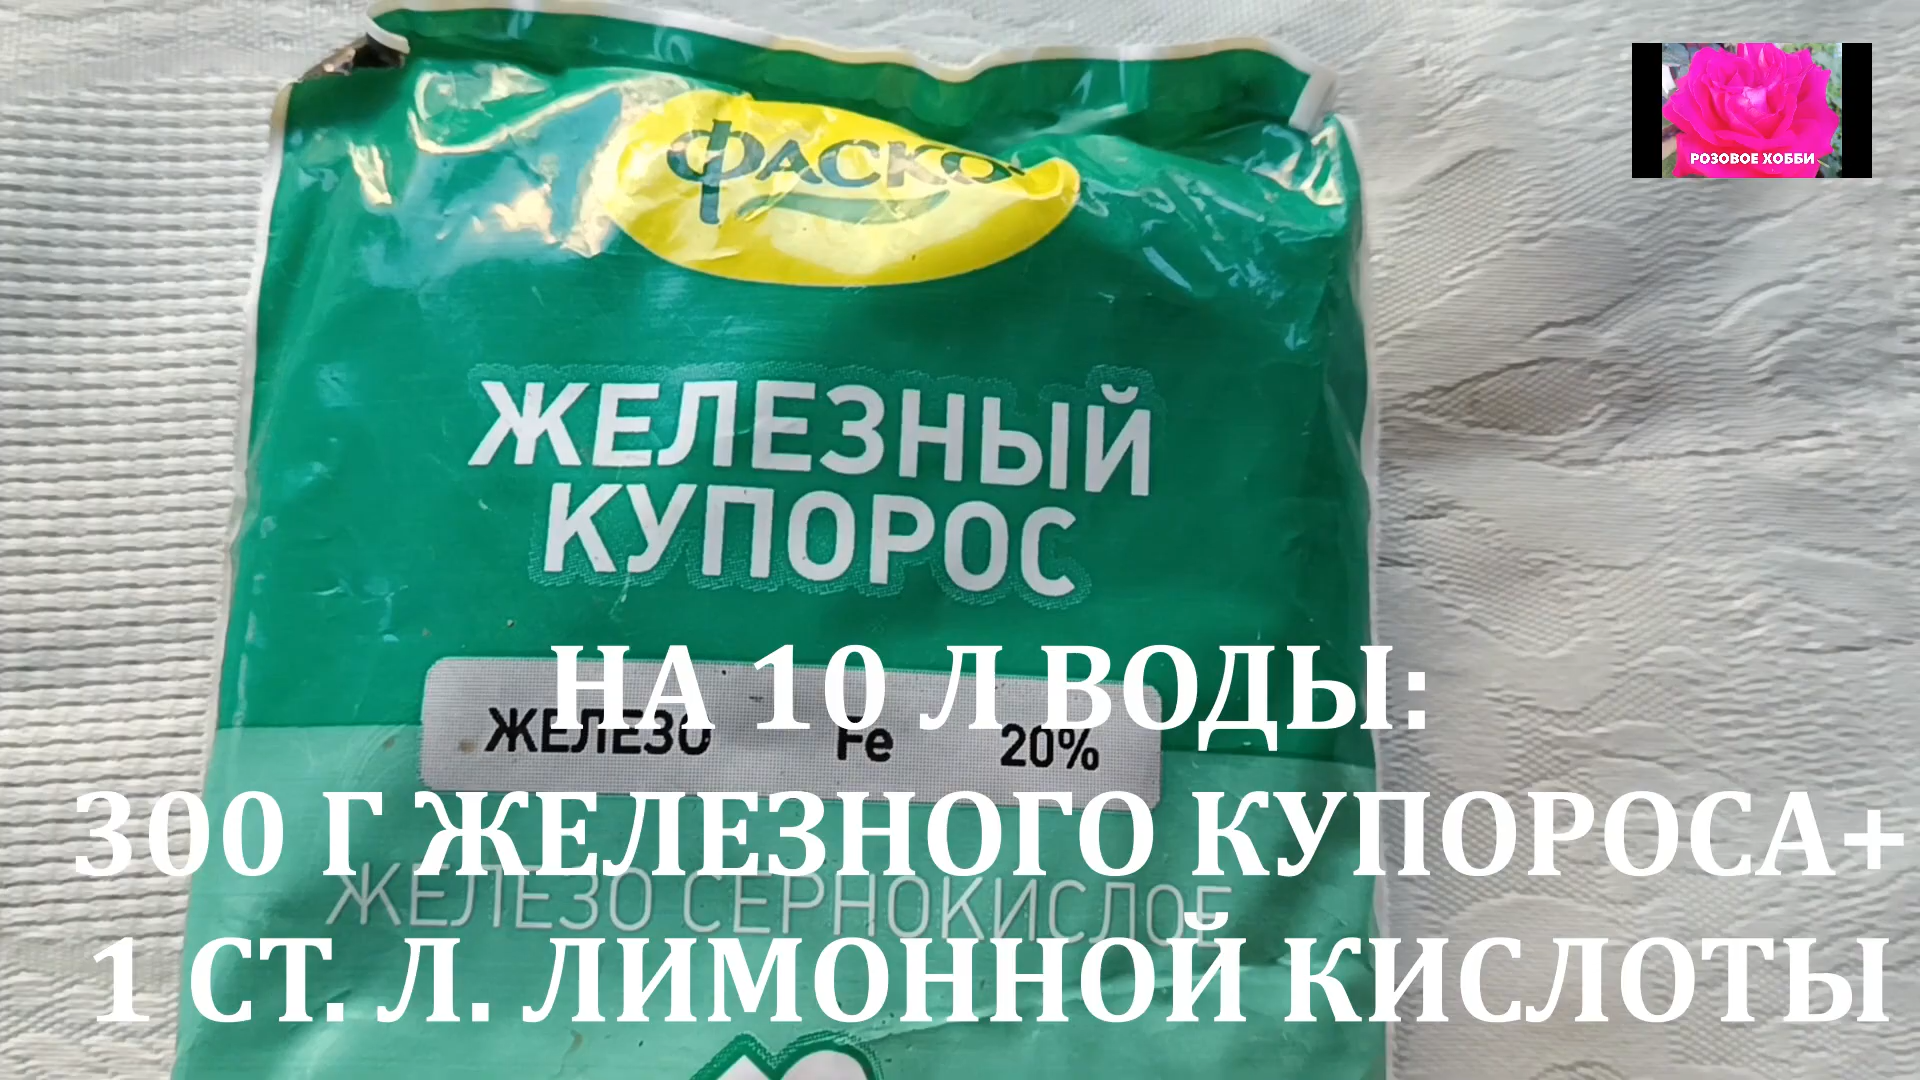 ФАСКО
РОЗОВОЕ ХОББИ
ЖЕЛЕЗНЫЙ
КУПОРОС
НА 10 Л ВОДЫ:
ЖЕЛЕЗО Fe 20%
300 Г ЖЕЛЕЗНОГО КУПОРОСА+
ЖЕЛЕЗО СЕРНОКИСЛОЕ
1 СТ. Л. ЛИМОННОЙ КИСЛОТЫ